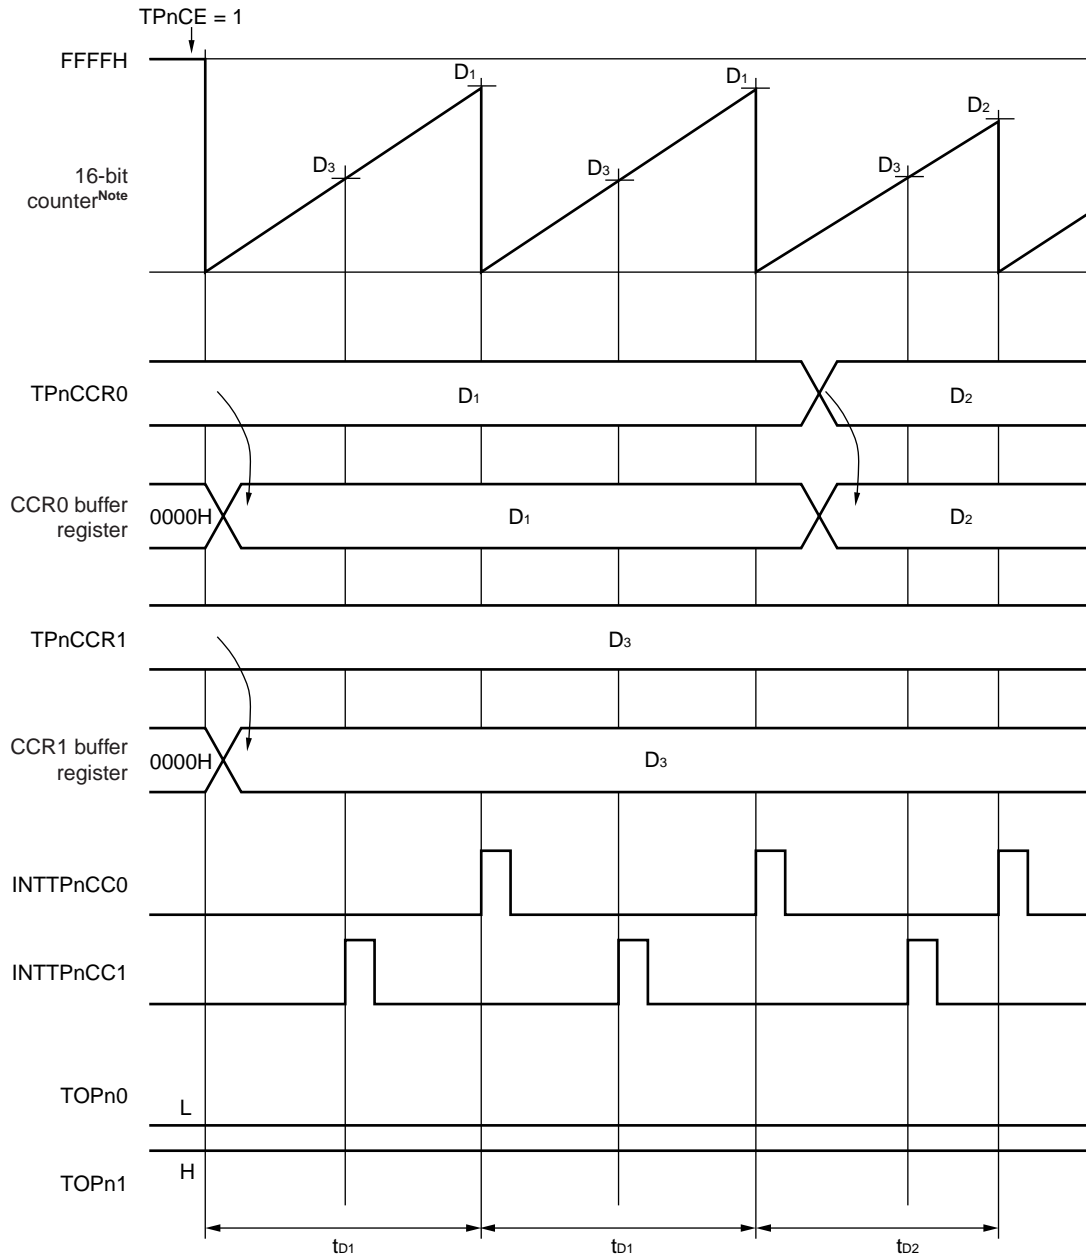 TPnCE = 1
FFFFH
D1 D1 D2
D3 D3 D3
16-bit
counterNote
TPnCCR0 D1 D2
CCR0 buffer
register
0000H D1 D2
TPnCCR1 D3
CCR1 buffer
register
0000H D3
INTTPnCC0
INTTPnCC1
TOPn0
L
H
TOPn1
tD1 tD1 tD2